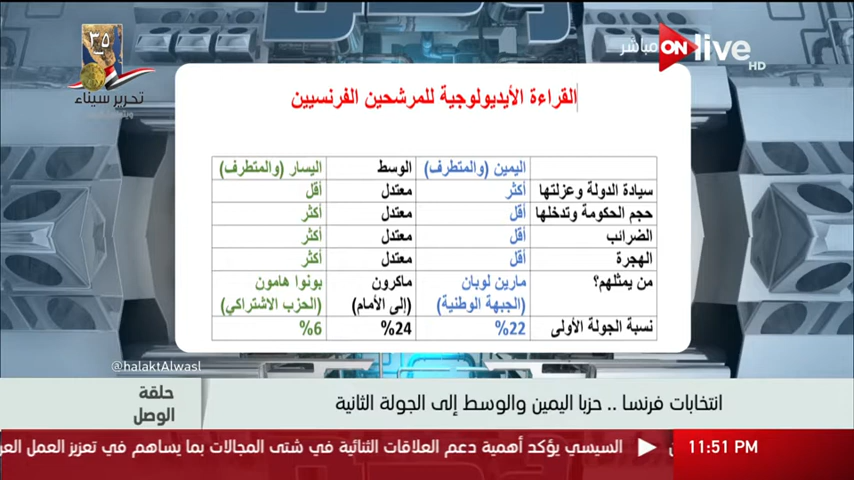 ٣٥
تحرير سيناء
مباشر ON live
HD
القراءة الأيديولوجية للمرشحين الفرنسيين
اليمين (والمتطرف) الوسط اليسار (والمتطرف)
سيادة الدولة وعزلتها أكثر معتدل أقل
حجم الحكومة وتدخلها أقل معتدل أكثر
الضرائب أقل معتدل أكثر
الهجرة أقل معتدل أكثر
من يمثلهم؟ مارين لوبان ماكرون بونوا هامون
(الجبهة الوطنية) (إلى الأمام) (الحزب الاشتراكي)
نسبة الجولة الأولى 22% 24% 6%
@halaktAlwasl
انتخابات فرنسا .. حزبا اليمين والوسط إلى الجولة الثانية
حلقة
الوصل
السيسي يؤكد أهمية دعم العلاقات الثنائية في شتى المجالات بما يساهم في تعزيز العمل
11:51 PM